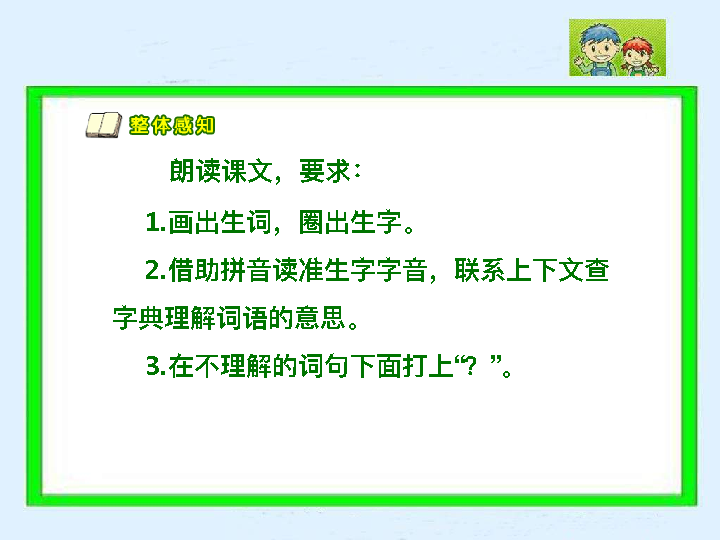 整体感知
朗读课文，要求：
1.画出生词，圈出生字。
2.借助拼音读准生字字音，联系上下文查
字典理解词语的意思。
3.在不理解的词句下面打上“？”。